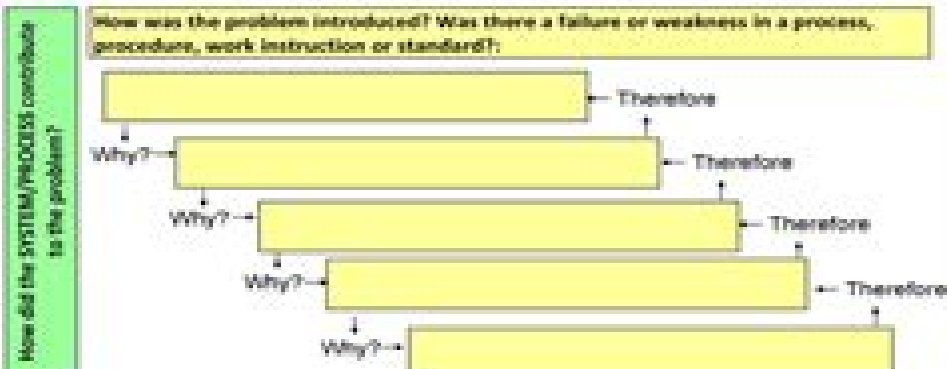 How did the SYSTEM/PROCESS contribute
to the problem?
How was the problem introduced? Was there a failure or weakness in a process,
procedure, work instruction or standard?:
Therefore
Why?
Therefore
Why?
Therefore
Why?
Therefore
Why?